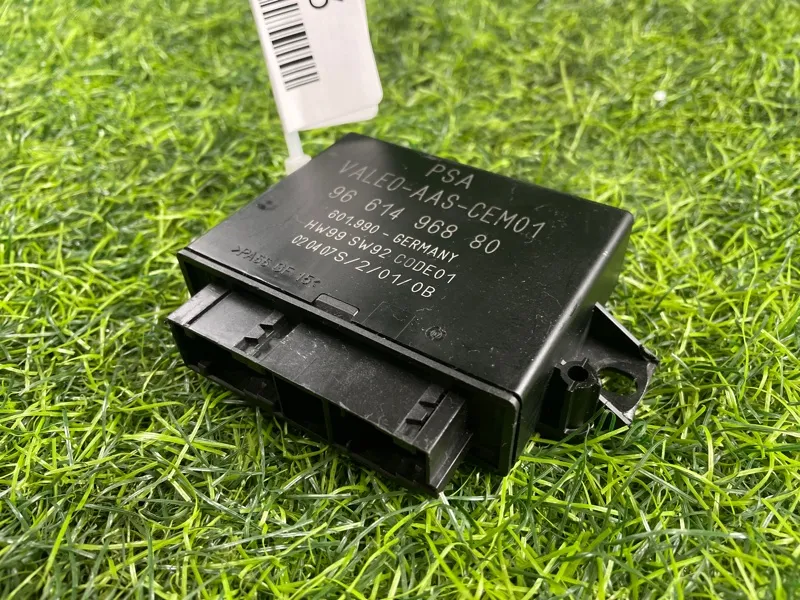 PSA
VALEO-AAS-CEM01
96 614 968 80
601.990 - GERMANY
HW99 SW92 CODE01
020407S/2/01/0B